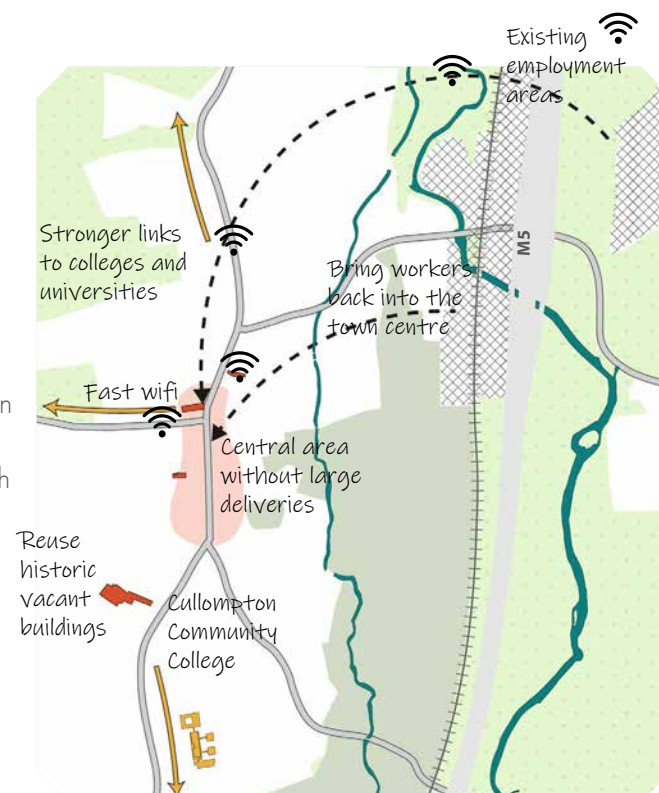 Existing
employment
areas
M5
Stronger links
to colleges and
universities
Bring workers
back into the
town centre
Fast wifi
Central area
without large
deliveries
Reuse
historic
vacant
buildings
Cullompton
Community
College